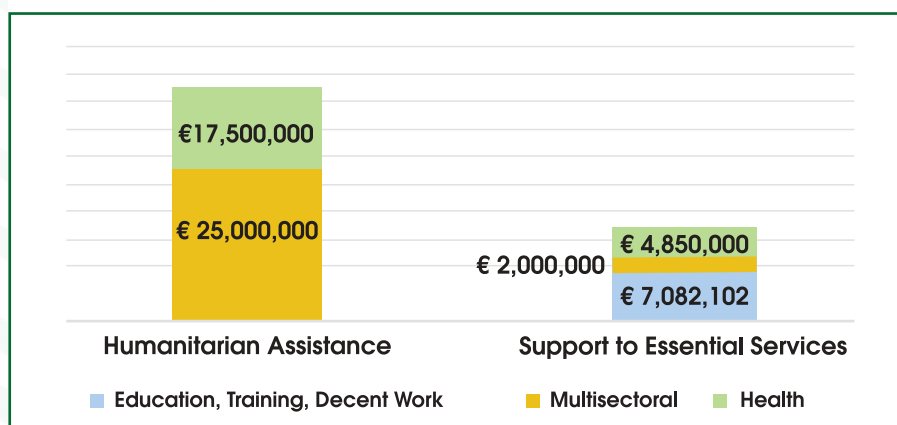 €17,500,000
€ 25,000,000
€ 4,850,000
€ 2,000,000
€ 7,082,102
Humanitarian Assistance
Support to Essential Services
Education, Training, Decent Work
Multisectoral
Health